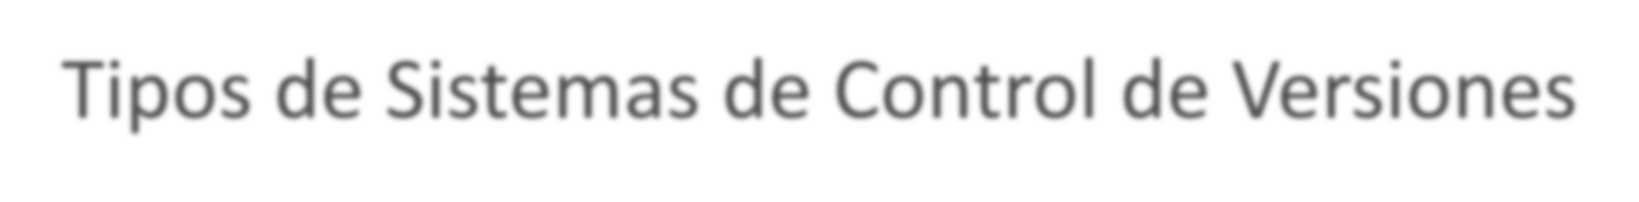 Tipos de Sistemas de Control de Versiones